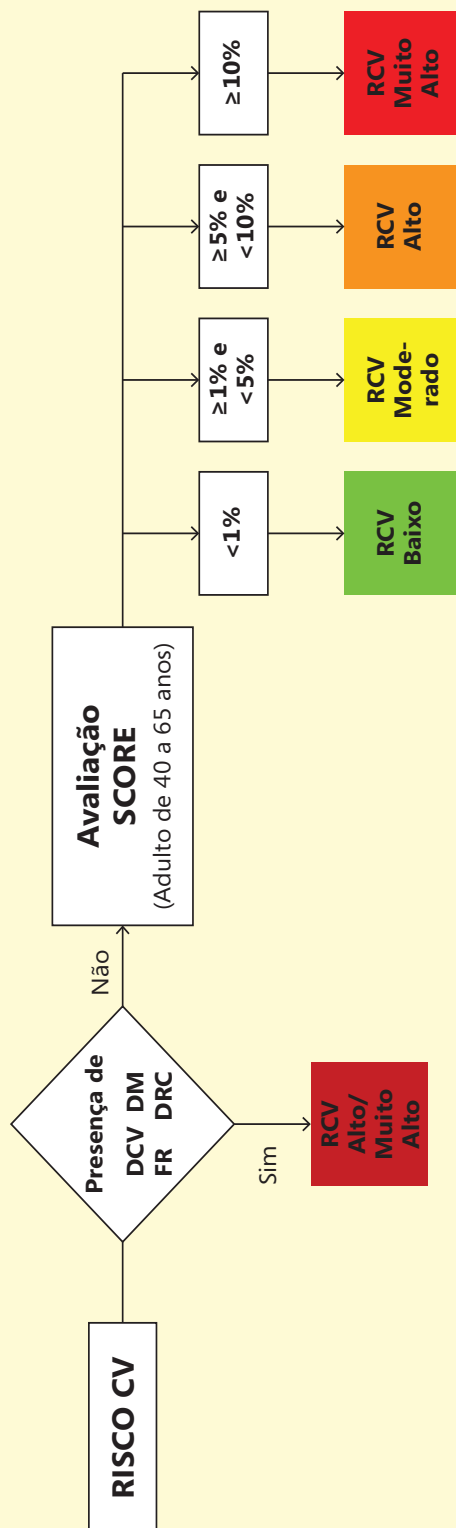 RISCO CV
Presença de
DCV DM
FR DRC
Sim
RCV
Alto/
Muito
Alto
Não
Avaliação
SCORE
(Adulto de 40 a 65 anos)
<1%
≥1% e
<5%
≥5% e
<10%
≥10%
RCV
Baixo
RCV
Mode-
rado
RCV
Alto
RCV
Muito
Alto